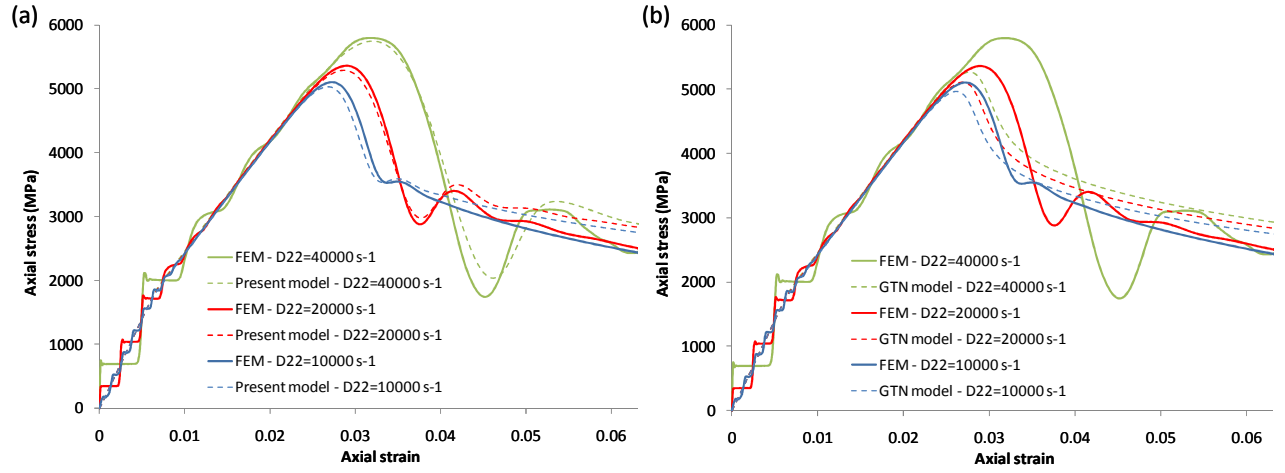 (a)
Axial stress (MPa)
6000
5000
4000
3000
2000
1000
0
FEM - D22=40000 s-1
Present model - D22=40000 s-1
FEM - D22=20000 s-1
Present model - D22=20000 s-1
FEM - D22=10000 s-1
Present model - D22=10000 s-1
0 0.01 0.02 0.03 0.04 0.05 0.06
Axial strain
(b)
Axial stress (MPa)
6000
5000
4000
3000
2000
1000
0
FEM - D22=40000 s-1
GTN model - D22=40000 s-1
FEM - D22=20000 s-1
GTN model - D22=20000 s-1
FEM - D22=10000 s-1
GTN model - D22=10000 s-1
0 0.01 0.02 0.03 0.04 0.05 0.06
Axial strain